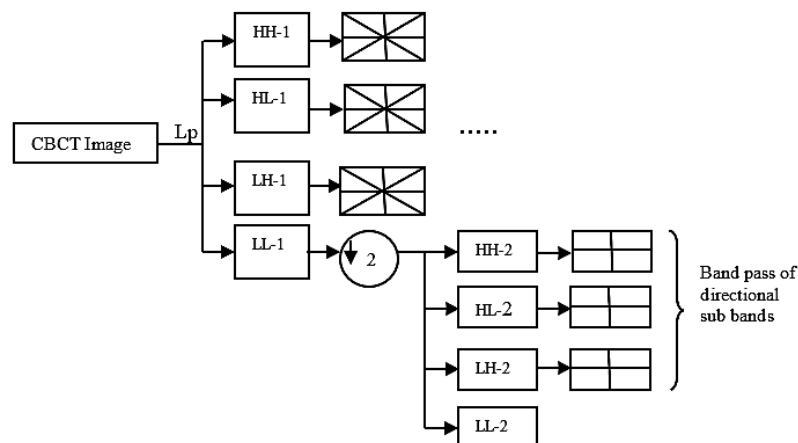 HH-1
HL-1
CBCT Image
Lp
.....
LH-1
LL-1
2
HH-2
HL-2
LH-2
LL-2
Band pass of
directional
sub bands